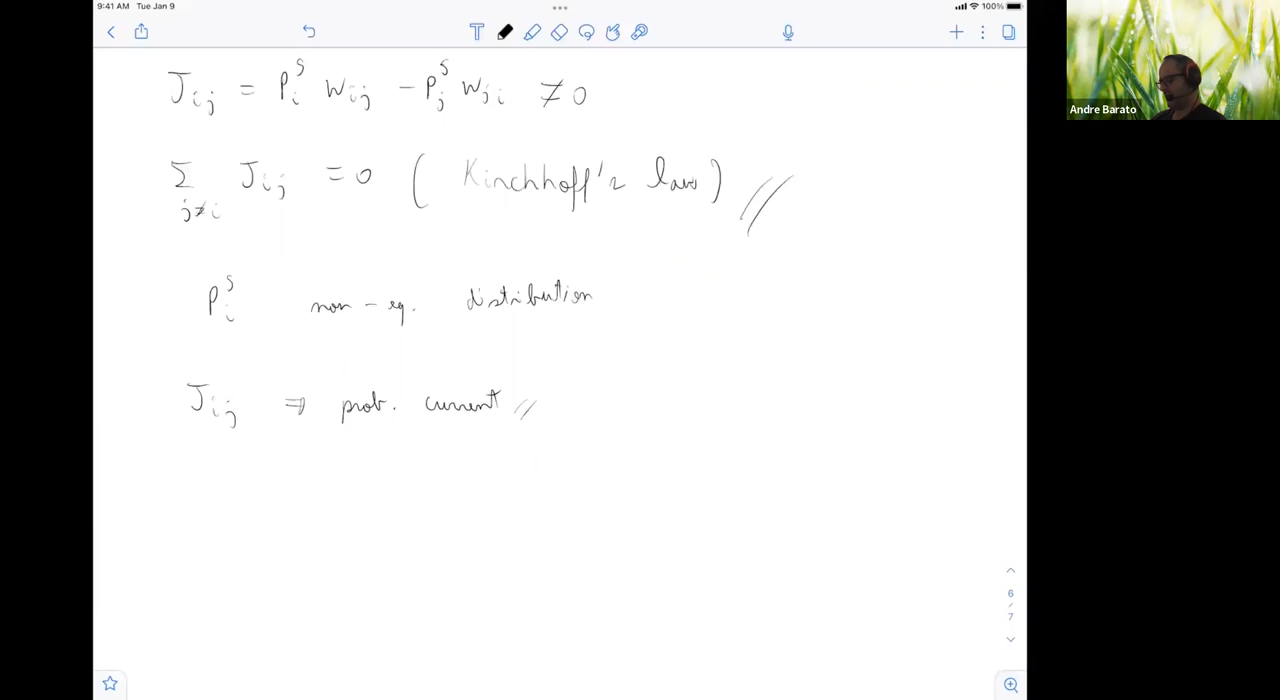 9:41 AM Tue Jan 9
100%
T
Andre Barato
J_ij = P_i^s w_ij - P_j^s w_ji ≠ 0
Σ_{j≠i} J_ij = 0 ( Kinchhoff's law) //
P_i^s non-eq. distribution
J_ij ⇒ prob. current //
6 / 7